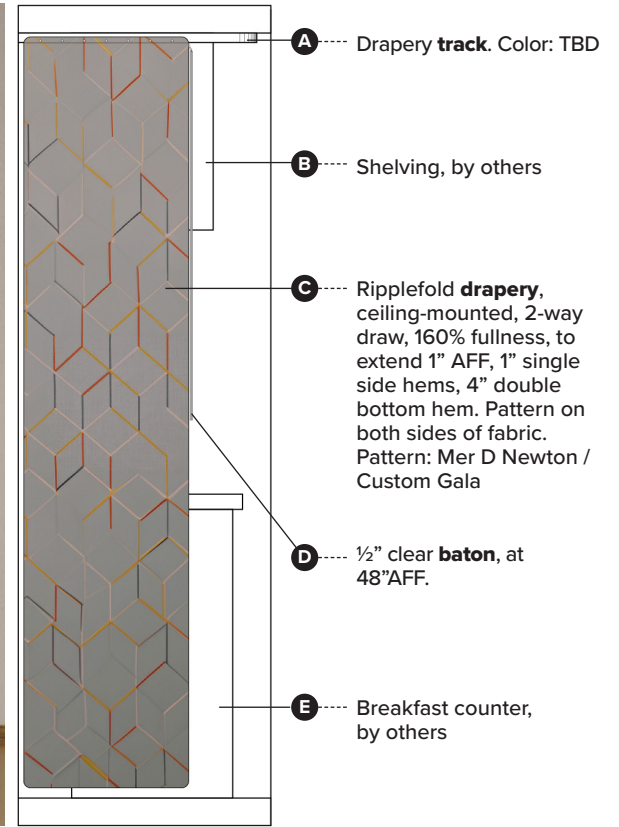 A Drapery track. Color: TBD
B Shelving, by others
C Ripplefold drapery,
ceiling-mounted, 2-way
draw, 160% fullness, to
extend 1” AFF, 1” single
side hems, 4” double
bottom hem. Pattern on
both sides of fabric.
Pattern: Mer D Newton /
Custom Gala
D ½” clear baton, at
48”AFF.
E Breakfast counter,
by others